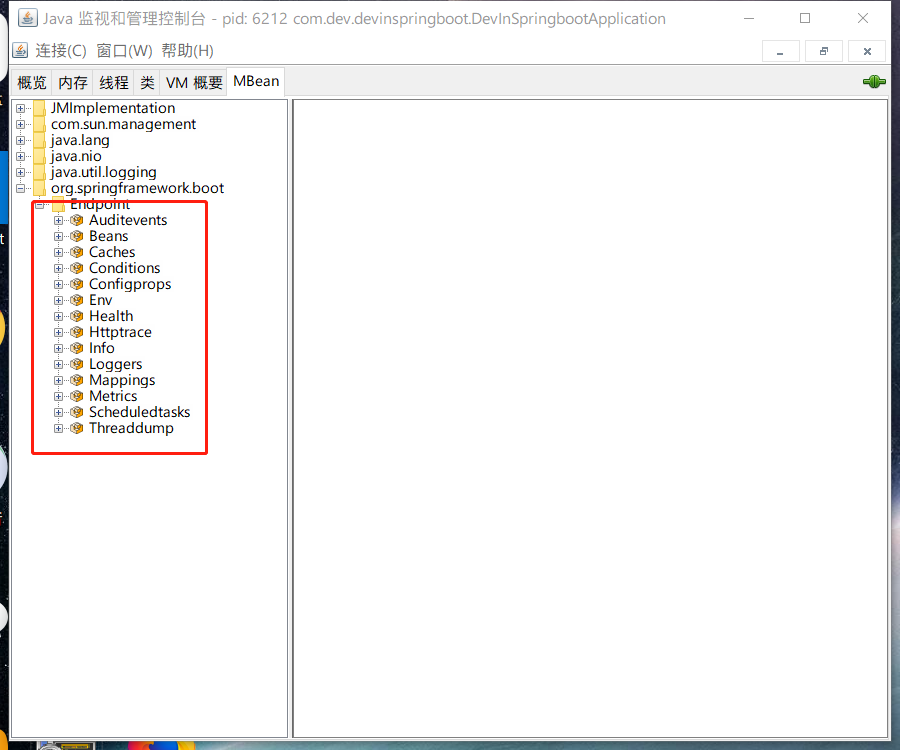 Java 监视和管理控制台 - pid: 6212 com.dev.devinspringboot.DevInSpringbootApplication
连接(C) 窗口(W) 帮助(H)
概览 内存 线程 类 VM 概要 MBean
JMImplementation
com.sun.management
java.lang
java.nio
java.util.logging
org.springframework.boot
Endpoint
Auditevents
Beans
Caches
Conditions
Configprops
Env
Health
Httptrace
Info
Loggers
Mappings
Metrics
Scheduledtasks
Threaddump